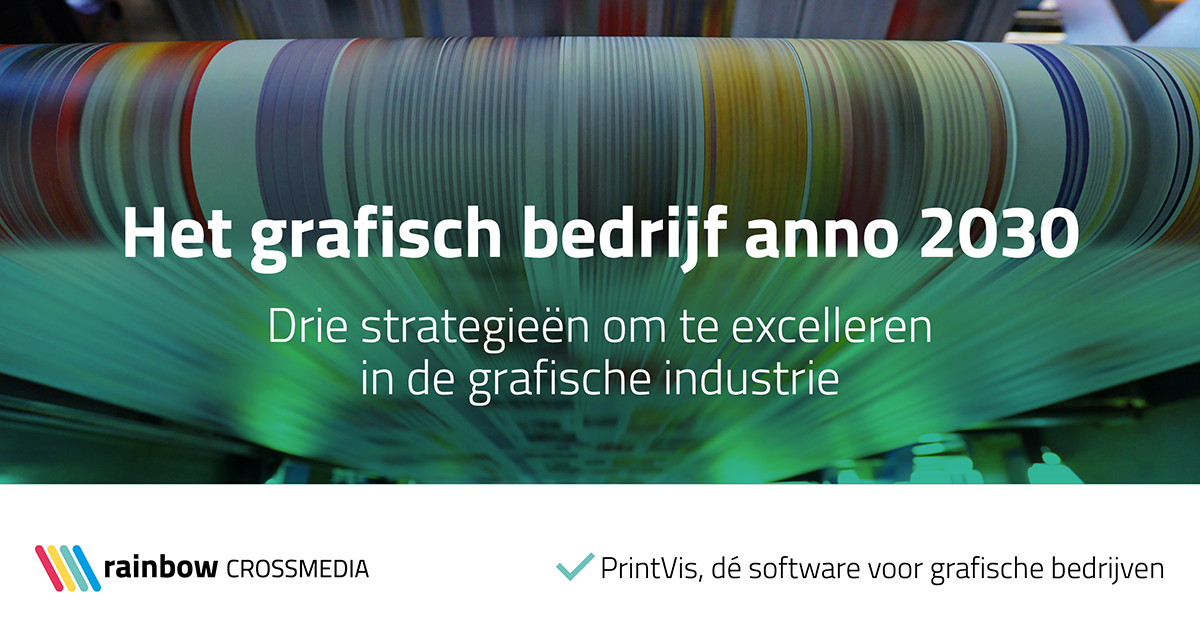 Het grafisch bedrijf anno 2030
Drie strategieën om te excelleren
in de grafische industrie
rainbow CROSSMEDIA
PrintVis, dé software voor grafische bedrijven